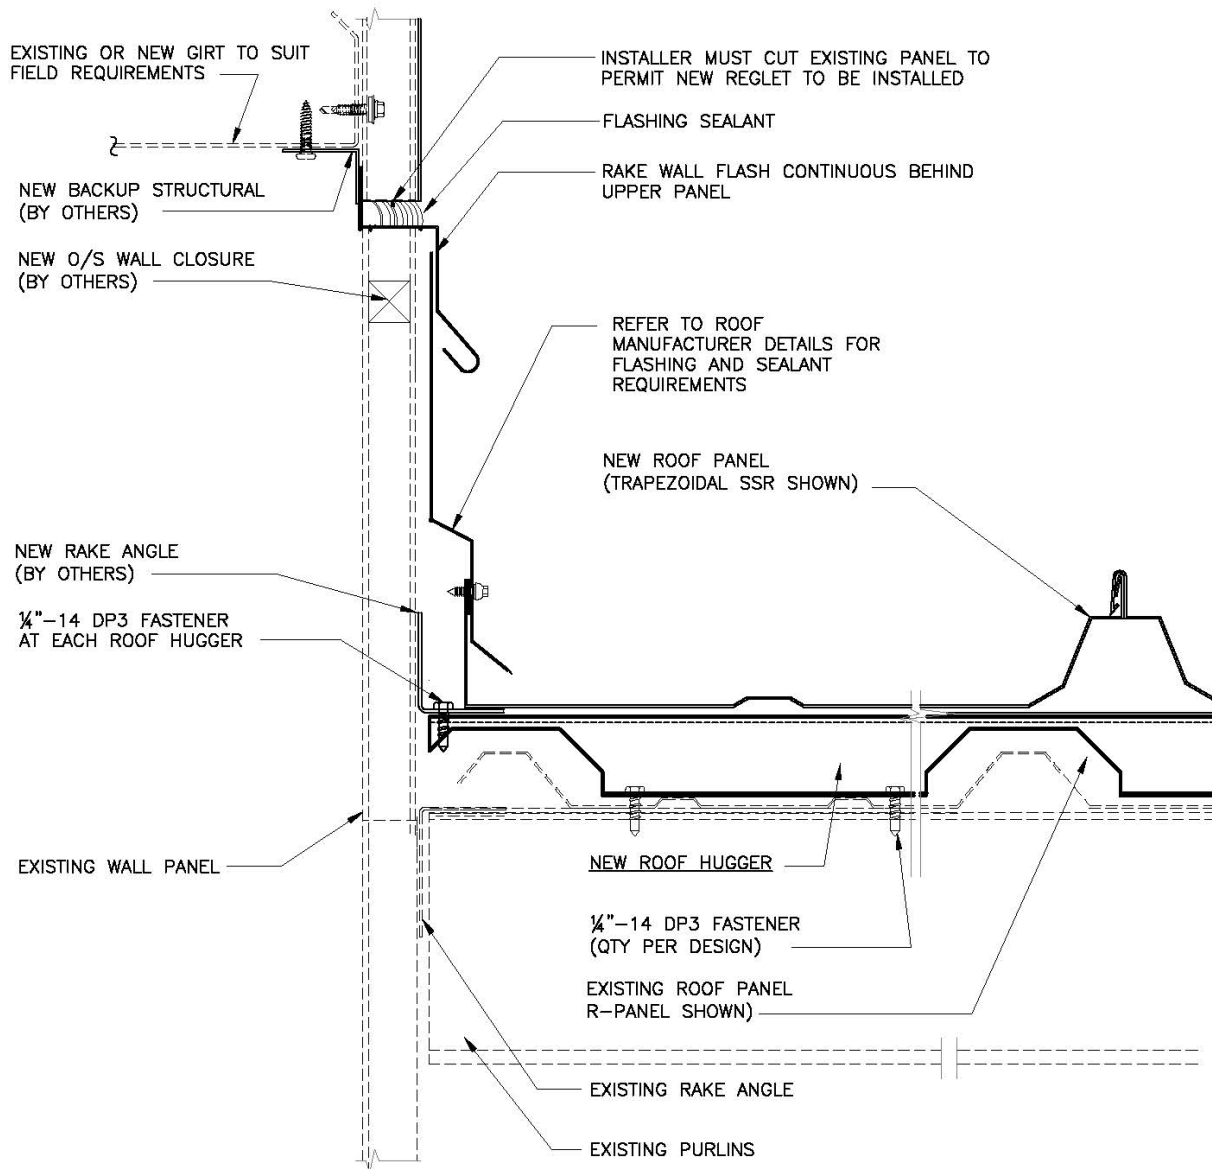 EXISTING OR NEW GIRT TO SUIT
FIELD REQUIREMENTS
INSTALLER MUST CUT EXISTING PANEL TO
PERMIT NEW REGLET TO BE INSTALLED
FLASHING SEALANT
RAKE WALL FLASH CONTINUOUS BEHIND
UPPER PANEL
NEW BACKUP STRUCTURAL
(BY OTHERS)
NEW O/S WALL CLOSURE
(BY OTHERS)
REFER TO ROOF
MANUFACTURER DETAILS FOR
FLASHING AND SEALANT
REQUIREMENTS
NEW ROOF PANEL
(TRAPEZOIDAL SSR SHOWN)
NEW RAKE ANGLE
(BY OTHERS)
¼"-14 DP3 FASTENER
AT EACH ROOF HUGGER
EXISTING WALL PANEL
NEW ROOF HUGGER
¼"-14 DP3 FASTENER
(QTY PER DESIGN)
EXISTING ROOF PANEL
R-PANEL SHOWN)
EXISTING RAKE ANGLE
EXISTING PURLINS